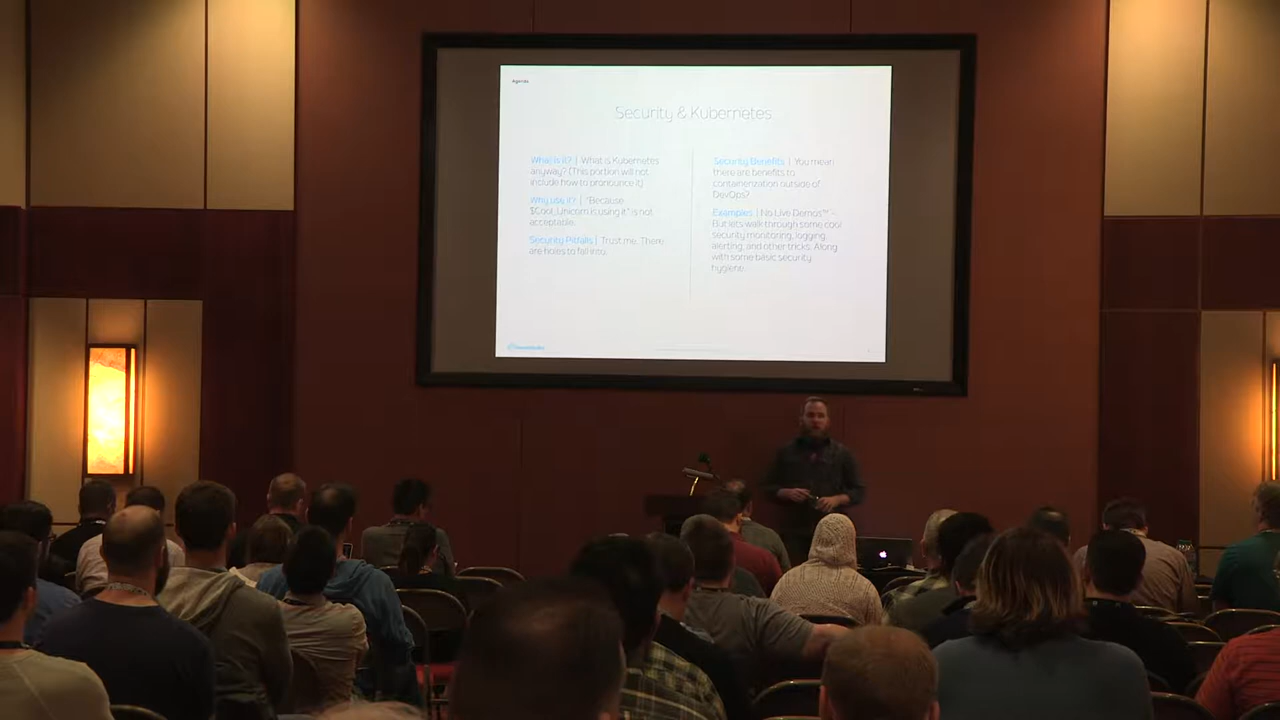 Agenda
Security & Kubernetes
What is it? | What is Kubernetes
anyway? (This portion will not
include how to pronounce it)
Why use it? | "Because
$Cool_Unicorn is using it" is not
acceptable.
Security Pitfalls | Trust me. There
are holes to fall into.
Security Benefits | You mean
there are benefits to
containerization outside of
DevOps?
Examples | No Live Demos™ -
But lets walk through some cool
security monitoring, logging,
alerting, and other tricks. Along
with some basic security
hygiene.